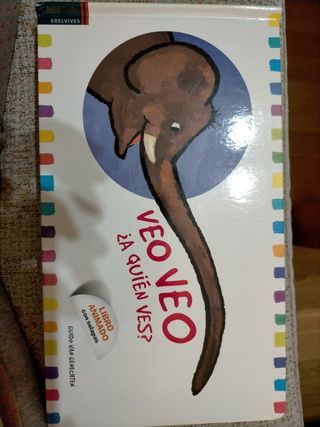 EDELVIVES
VEO VEO
¿A QUIÉN VES?
LIBRO
ANIMADO
con solapas
GUIDO VAN GENECHTEN